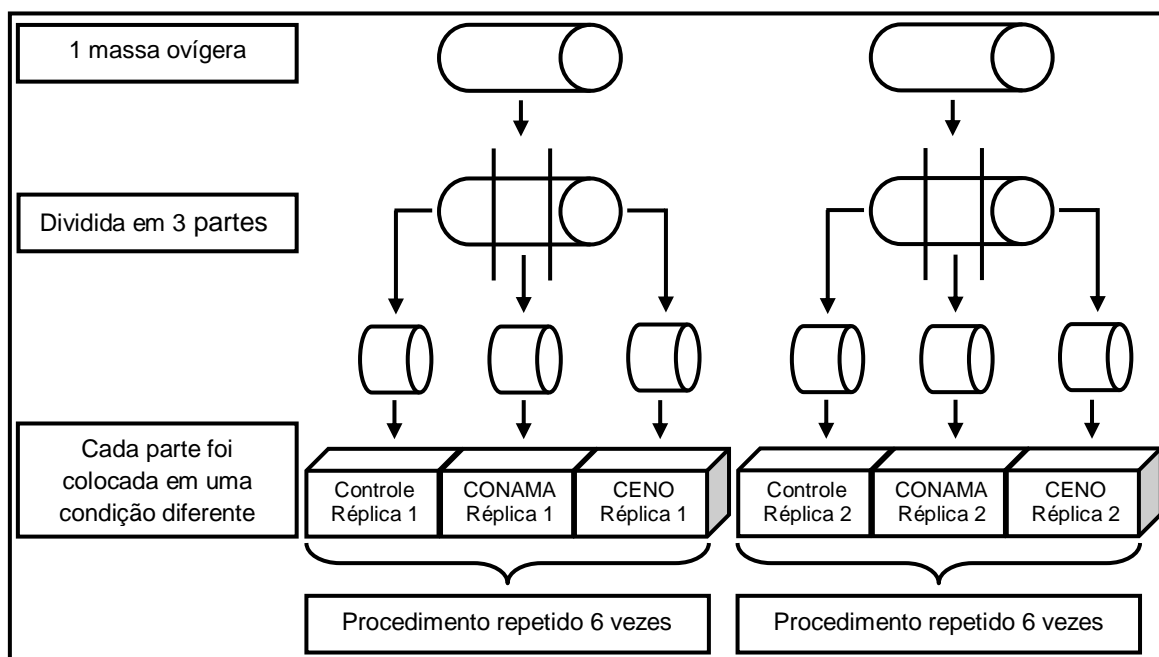 1 massa ovígera
Dividida em 3 partes
Cada parte foi
colocada em uma
condição diferente
Controle
Réplica 1
CONAMA
Réplica 1
CENO
Réplica 1
Controle
Réplica 2
CONAMA
Réplica 2
CENO
Réplica 2
Procedimento repetido 6 vezes
Procedimento repetido 6 vezes